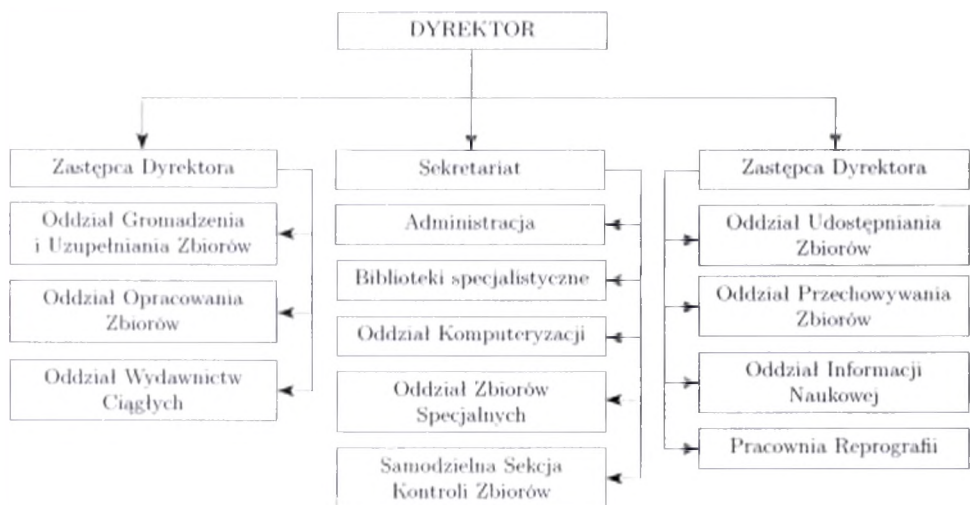 DYREKTOR
Zastępca Dyrektora
Oddział Gromadzenia
i Uzupełniania Zbiorów
Oddział Opracowania
Zbiorów
Oddział Wydawnictw
Ciągłych
Sekretariat
Administracja
Biblioteki specjalistyczne
Oddział Komputeryzacji
Oddział Zbiorów
Specjalnych
Samodzielna Sekcja
Kontroli Zbiorów
Zastępca Dyrektora
Oddział Udostępniania
Zbiorów
Oddział Przechowywania
Zbiorów
Oddział Informacji
Naukowej
Pracownia Reprografii